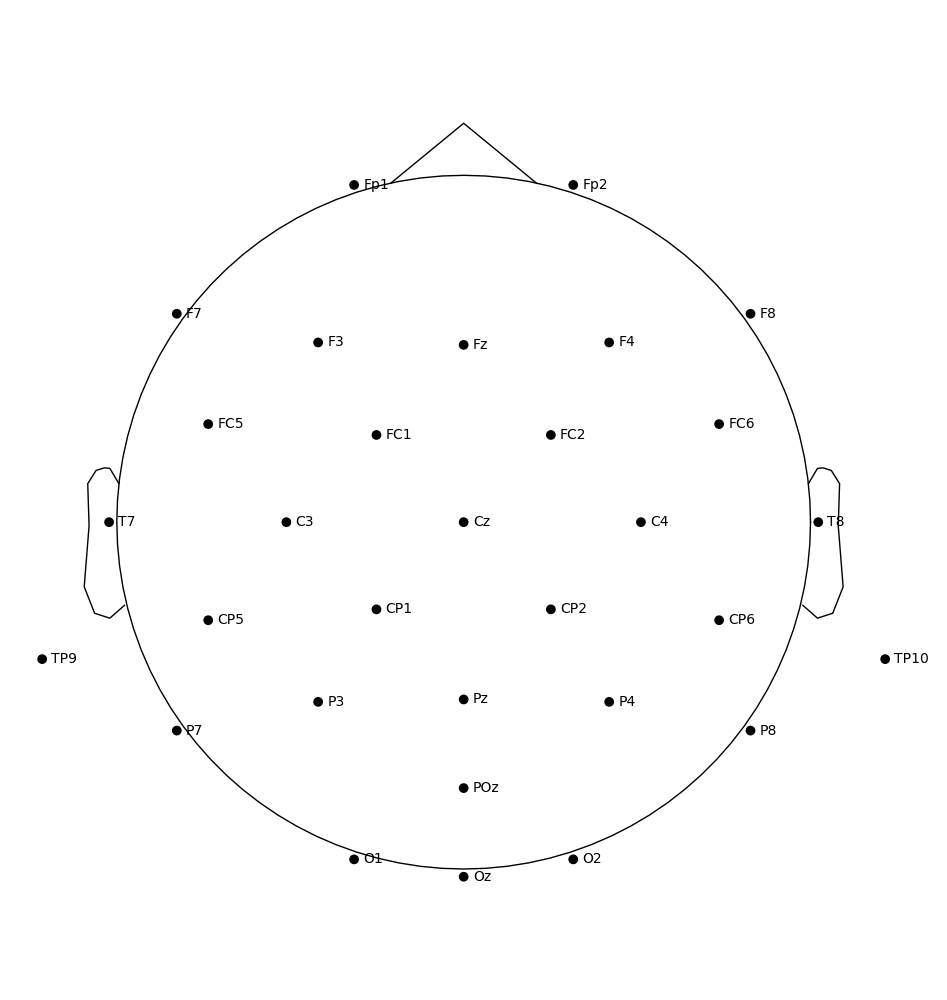 Fp1 Fp2
F7 F8
F3 Fz F4
FC5 FC6
FC1 FC2
T7 C3 Cz C4 T8
CP1 CP2
CP5 CP6
TP9 TP10
P3 Pz P4
P7 P8
POz
O1 O2
Oz